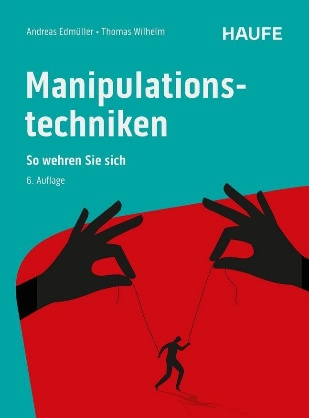 Andreas Edmüller • Thomas Wilhelm
HAUFE
Manipulations-
techniken
So wehren Sie sich
6. Auflage